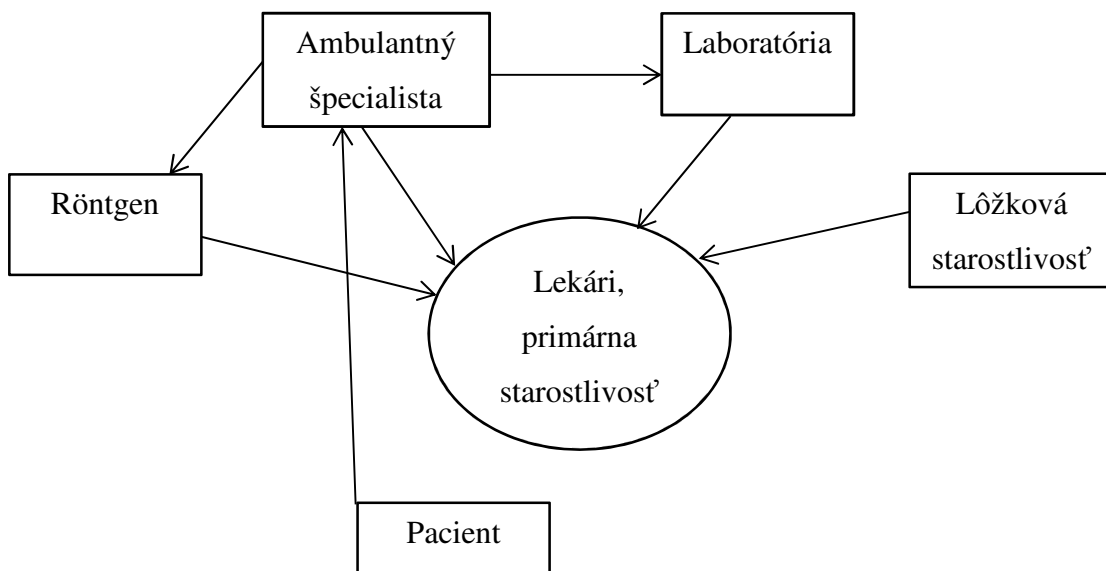 Ambulantný
špecialista
Laboratória
Röntgen
Lôžková
starostlivosť
Lekári,
primárna
starostlivosť
Pacient